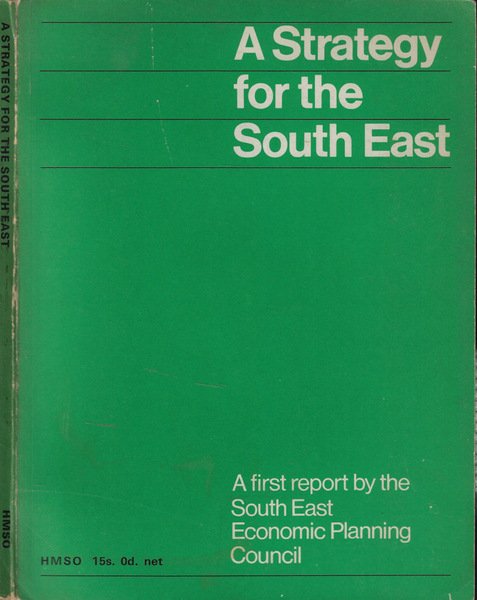 A STRATEGY FOR THE SOUTH EAST
HMSO
A Strategy
for the
South East
A first report by the
South East
Economic Planning
Council
HMSO 15s. 0d. net